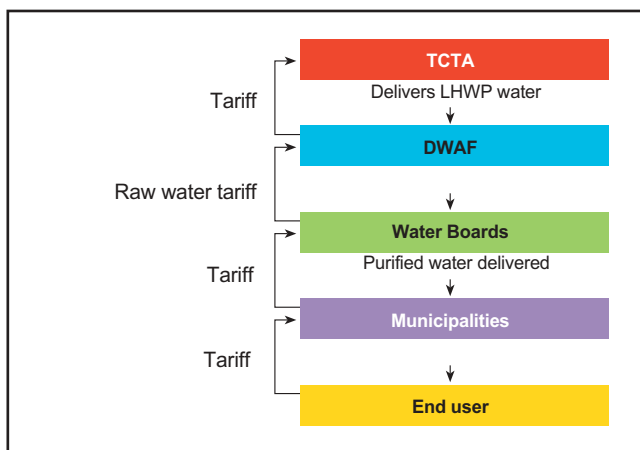 TCTA
Delivers LHWP water
Tariff
DWAF
Raw water tariff
Water Boards
Purified water delivered
Tariff
Municipalities
Tariff
End user